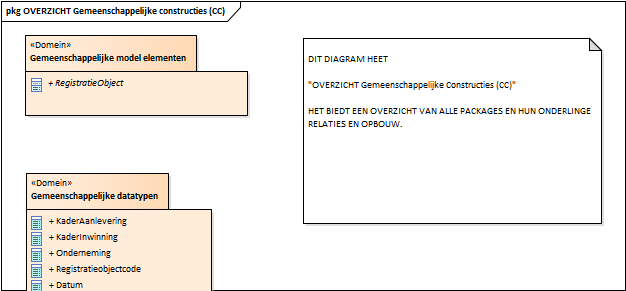 pkg OVERZICHT Gemeenschappelijke constructies (CC)
«Domein»
Gemeenschappelijke model elementen
+ RegistratieObject
DIT DIAGRAM HEET
"OVERZICHT Gemeenschappelijke Constructies (CC)"
HET BIEDT EEN OVERZICHT VAN ALLE PACKAGES EN HUN ONDERLINGE
RELATIES EN OPBOUW.
«Domein»
Gemeenschappelijke datatypen
+ KaderAanlevering
+ KaderInwinning
+ Onderneming
+ Registratieobjectcode
+ Datum